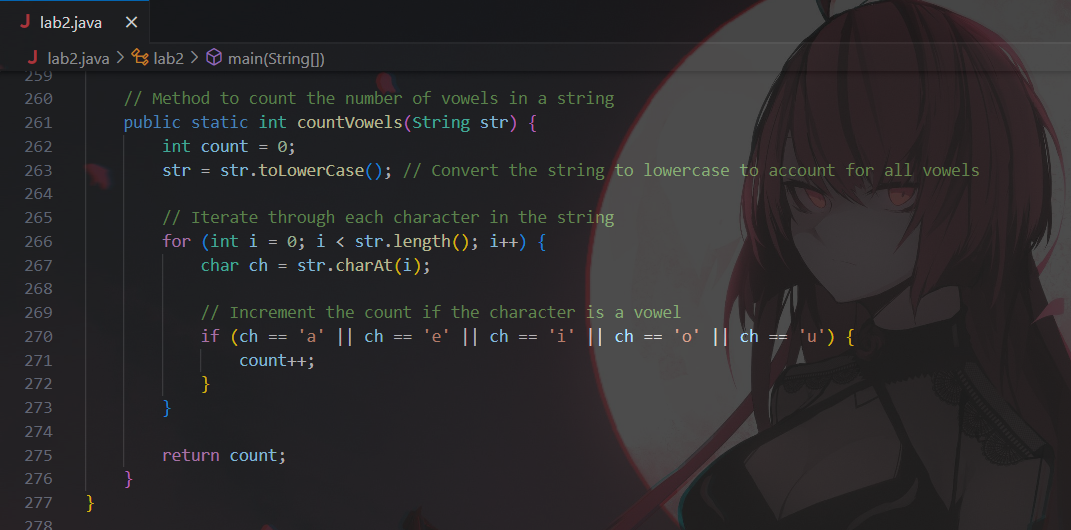 J lab2.java ×
J lab2.java > lab2 > main(String[])
259
260 // Method to count the number of vowels in a string
261 public static int countVowels(String str) {
262 int count = 0;
263 str = str.toLowerCase(); // Convert the string to lowercase to account for all vowels
264
265 // Iterate through each character in the string
266 for (int i = 0; i < str.length(); i++) {
267 char ch = str.charAt(i);
268
269 // Increment the count if the character is a vowel
270 if (ch == 'a' || ch == 'e' || ch == 'i' || ch == 'o' || ch == 'u') {
271 count++;
272 }
273 }
274
275 return count;
276 }
277 }
278